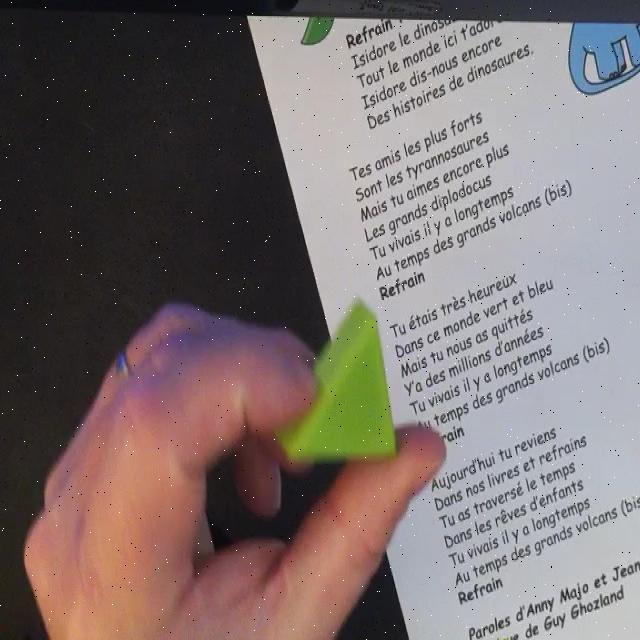 Refrain
Isidore le dinosa
Tout le monde ici t'ador
Isidore dis-nous encore
Des histoires de dinosaures.
Tes amis les plus forts
Sont les tyrannosaures
Mais tu aimes encore plus
Les grands diplodocus
Tu vivais il y a longtemps
Au temps des grands volcans (bis)
Refrain
Tu étais très heureux
Dans ce monde vert et bleu
Mais tu nous as quittés
Y'a des millions d'années
Tu vivais il y a longtemps
temps des grands volcans (bis)
rain
Aujourd'hui tu reviens
Dans nos livres et refrains
Tu as traversé le temps
Dans les rêves d'enfants
Tu vivais il y a longtemps
Au temps des grands volcans (bis
Refrain
Paroles d'Anny Majo et Jean
de Guy Ghozland